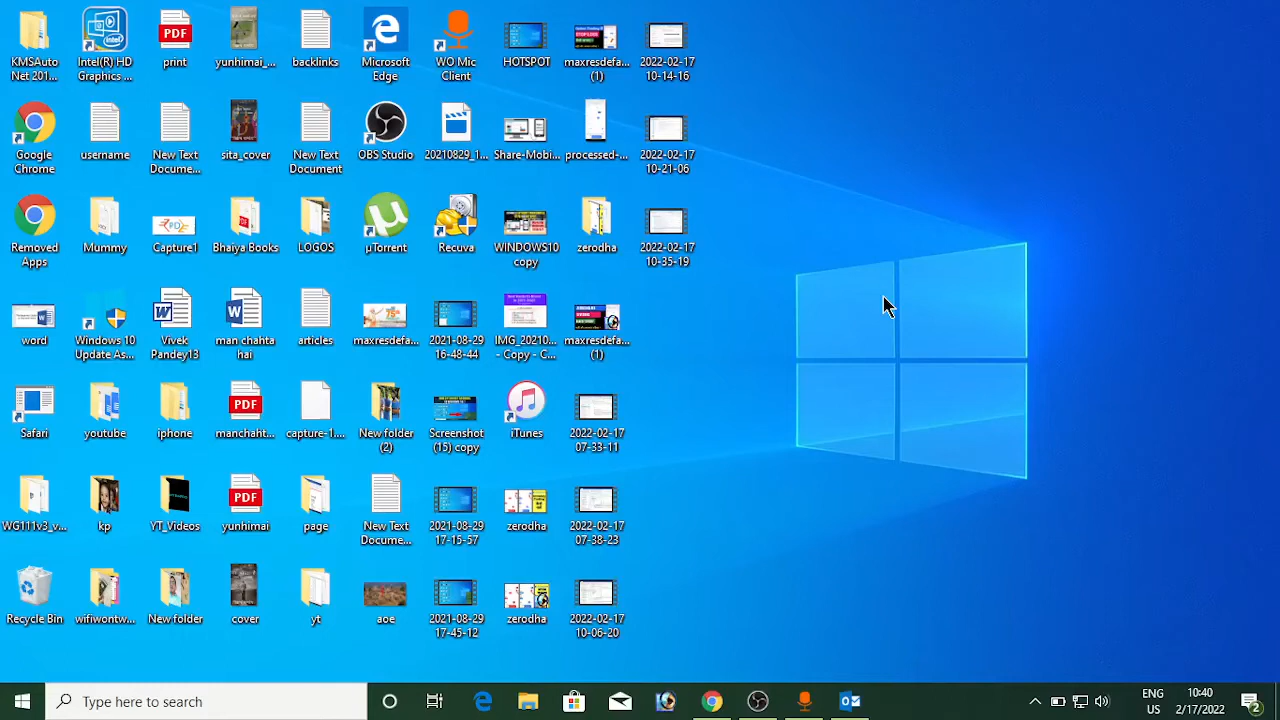 KMSAuto
Net 201...
Intel(R) HD
Graphics ...
print
yunhimai_...
backlinks
Microsoft
Edge
WO Mic
Client
HOTSPOT
maxresdefa...
(1)
2022-02-17
10-14-16
Google
Chrome
username
New Text
Docume...
sita_cover
New Text
Document
OBS Studio
20210829_1...
Share-Mobi...
processed-...
2022-02-17
10-21-06
Removed
Apps
Mummy
Capture1
Bhaiya Books
LOGOS
µTorrent
Recuva
WINDOWS10
copy
zerodha
2022-02-17
10-35-19
word
Windows 10
Update As...
Vivek
Pandey13
man chahta
hai
articles
maxresdefa...
2021-08-29
16-48-44
IMG_20210...
- Copy - C...
maxresdefa...
(1)
Safari
youtube
iphone
manchaht...
capture-1....
New folder
(2)
Screenshot
(15) copy
iTunes
2022-02-17
07-33-11
WG111v3_v...
kp
YT_Videos
yunhimai
page
New Text
Docume...
2021-08-29
17-15-57
zerodha
2022-02-17
07-38-23
Recycle Bin
wifiwontw...
New folder
cover
yt
aoe
2021-08-29
17-45-12
zerodha
2022-02-17
10-06-20
Type here to search
ENG
US
10:40
2/17/2022
2